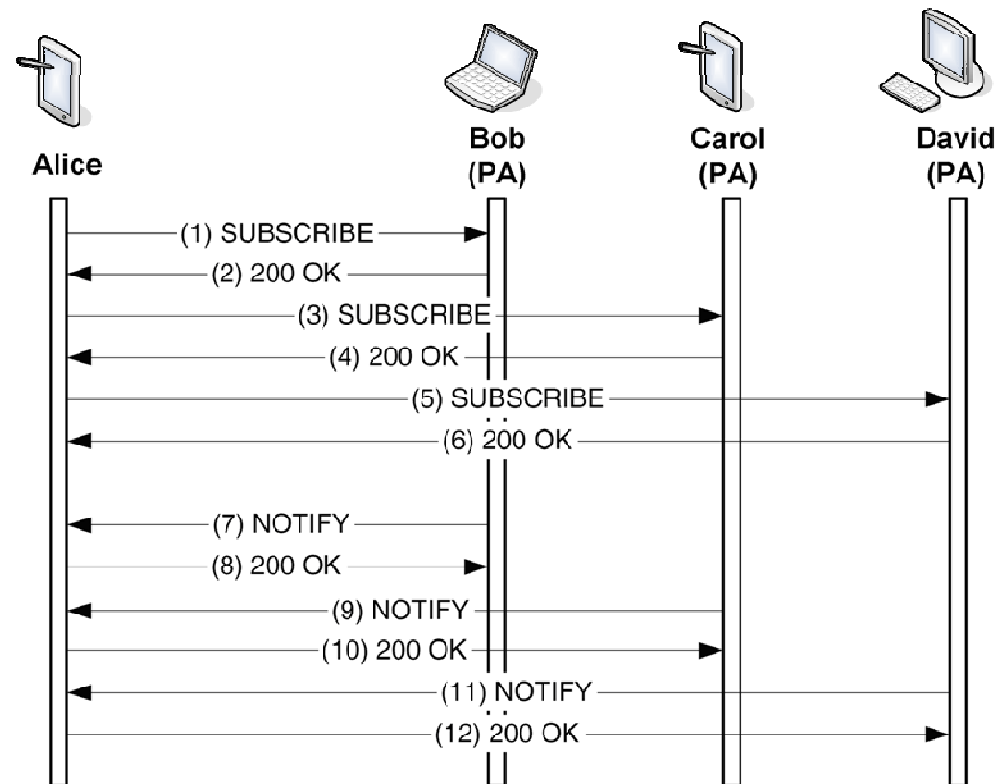 Alice
Bob
(PA)
Carol
(PA)
David
(PA)
(1) SUBSCRIBE
(2) 200 OK
(3) SUBSCRIBE
(4) 200 OK
(5) SUBSCRIBE
(6) 200 OK
(7) NOTIFY
(8) 200 OK
(9) NOTIFY
(10) 200 OK
(11) NOTIFY
(12) 200 OK